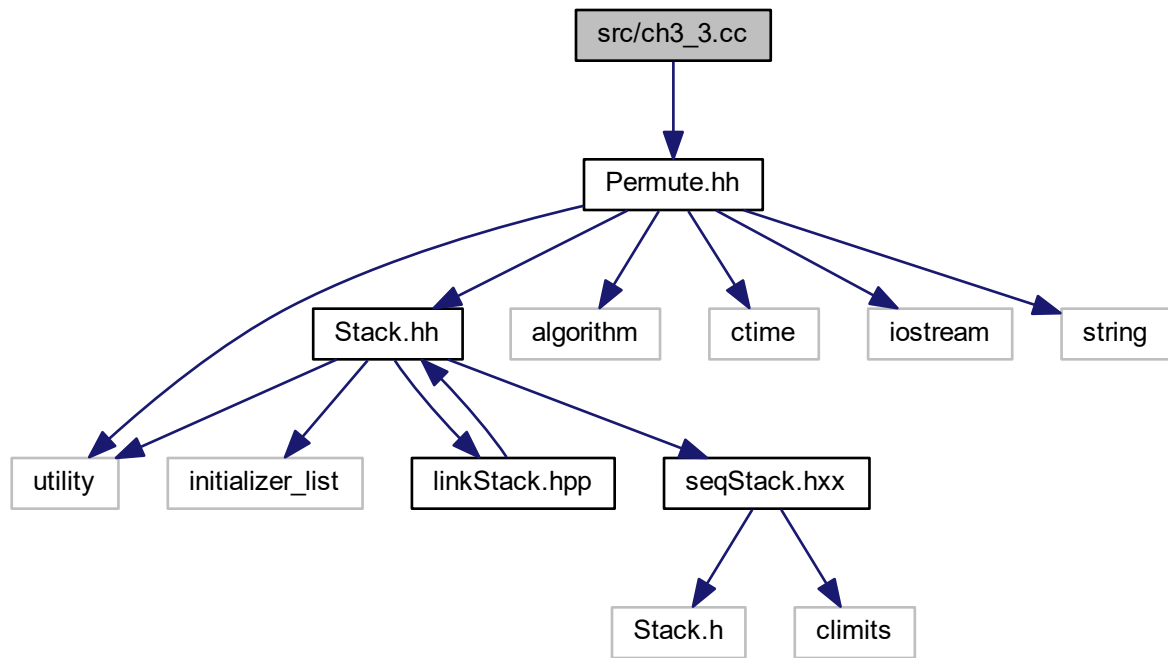 src/ch3_3.cc
Permute.hh
Stack.hh
algorithm
ctime
iostream
string
utility
initializer_list
linkStack.hpp
seqStack.hxx
Stack.h
climits